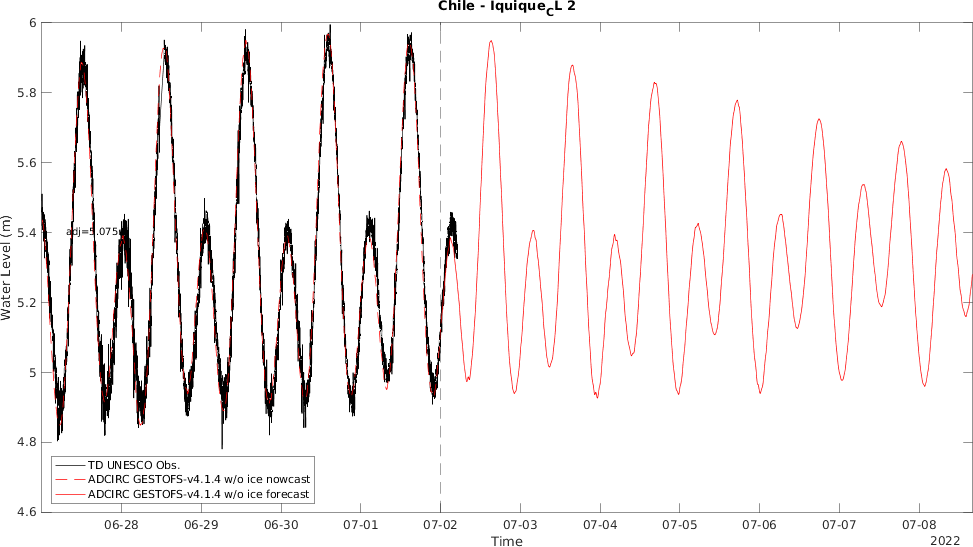 Chile - Iquique_CL 2
Water Level (m)
6
5.8
5.6
5.4
5.2
5
4.8
4.6
adj=5.075
TD UNESCO Obs.
ADCIRC GESTOFS-v4.1.4 w/o ice nowcast
ADCIRC GESTOFS-v4.1.4 w/o ice forecast
06-28 06-29 06-30 07-01 07-02 07-03 07-04 07-05 07-06 07-07 07-08
Time
2022